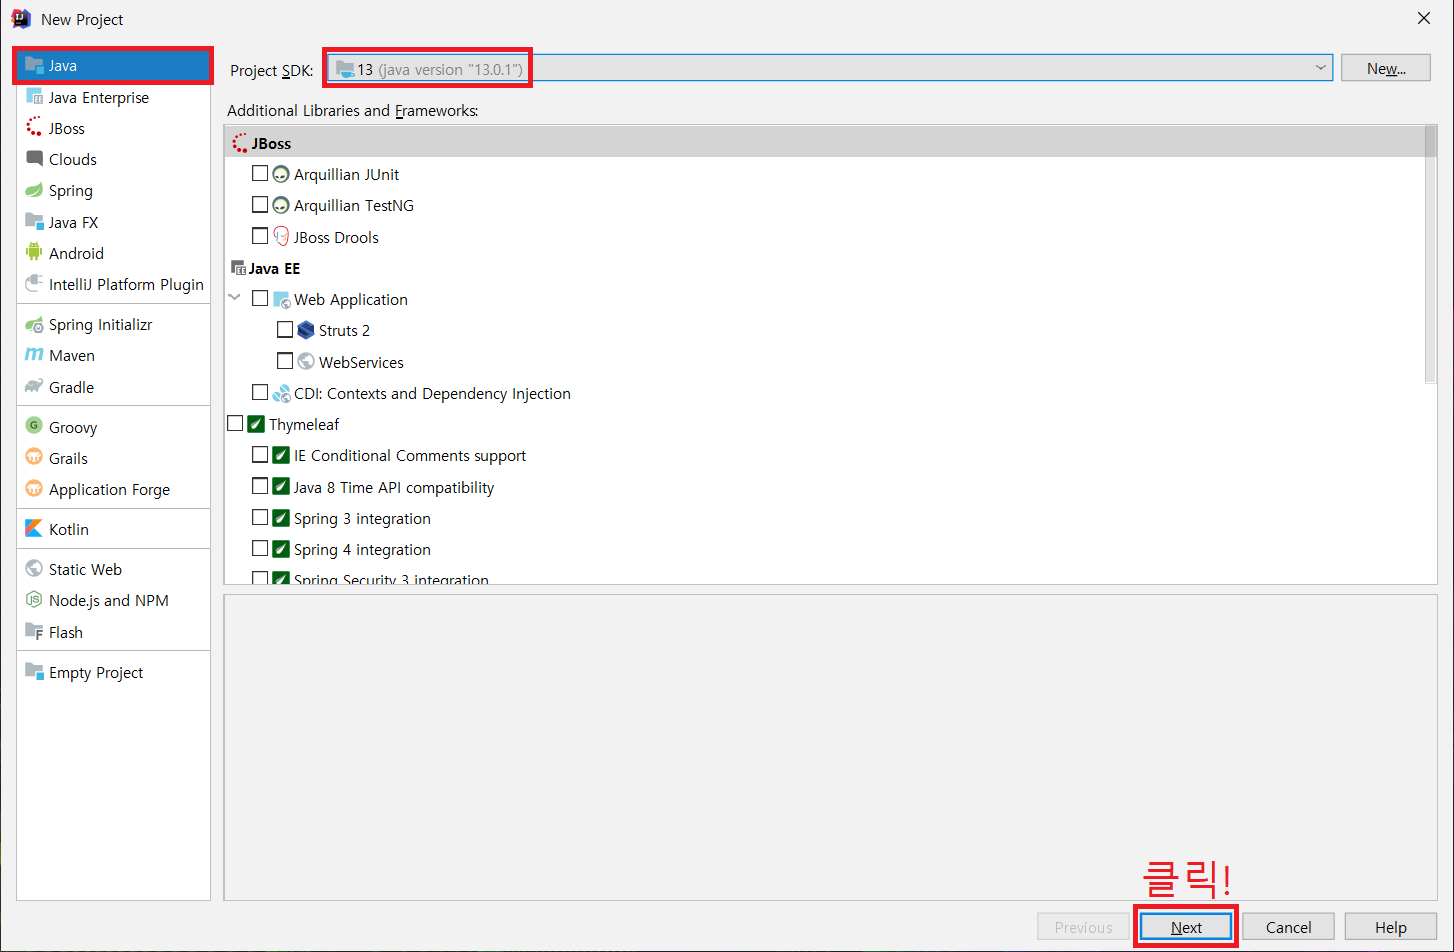 New Project
Java
Java Enterprise
JBoss
Clouds
Spring
Java FX
Android
IntelliJ Platform Plugin
Spring Initializr
Maven
Gradle
Groovy
Grails
Application Forge
Kotlin
Static Web
Node.js and NPM
Flash
Empty Project
Project SDK: 13 (java version "13.0.1") New...
Additional Libraries and Frameworks:
JBoss
Arquillian JUnit
Arquillian TestNG
JBoss Drools
Java EE
Web Application
Struts 2
WebServices
CDI: Contexts and Dependency Injection
Thymeleaf
IE Conditional Comments support
Java 8 Time API compatibility
Spring 3 integration
Spring 4 integration
Spring Security 3 integration
클릭!
Previous Next Cancel Help